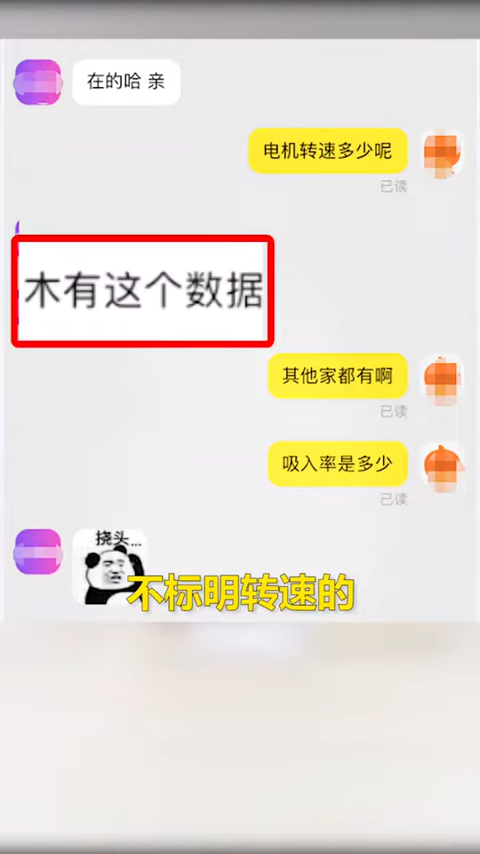 在的哈 亲
电机转速多少呢
已读
木有这个数据
其他家都有啊
已读
吸入率是多少
已读
挠头...
不标明转速的